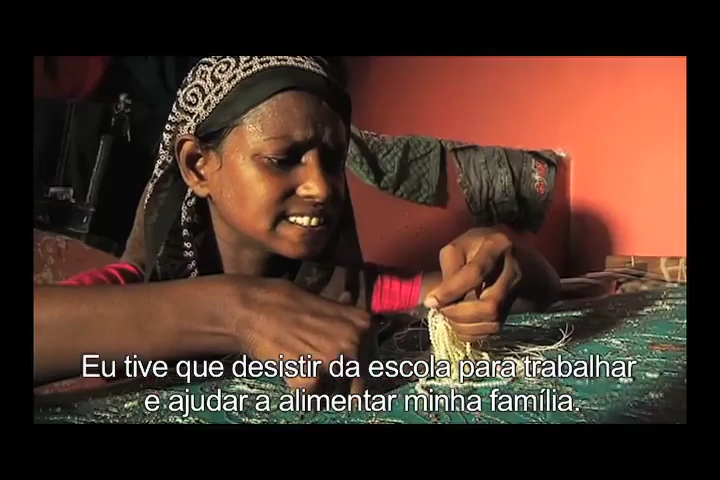 Eu tive que desistir da escola para trabalhar
e ajudar a alimentar minha família.